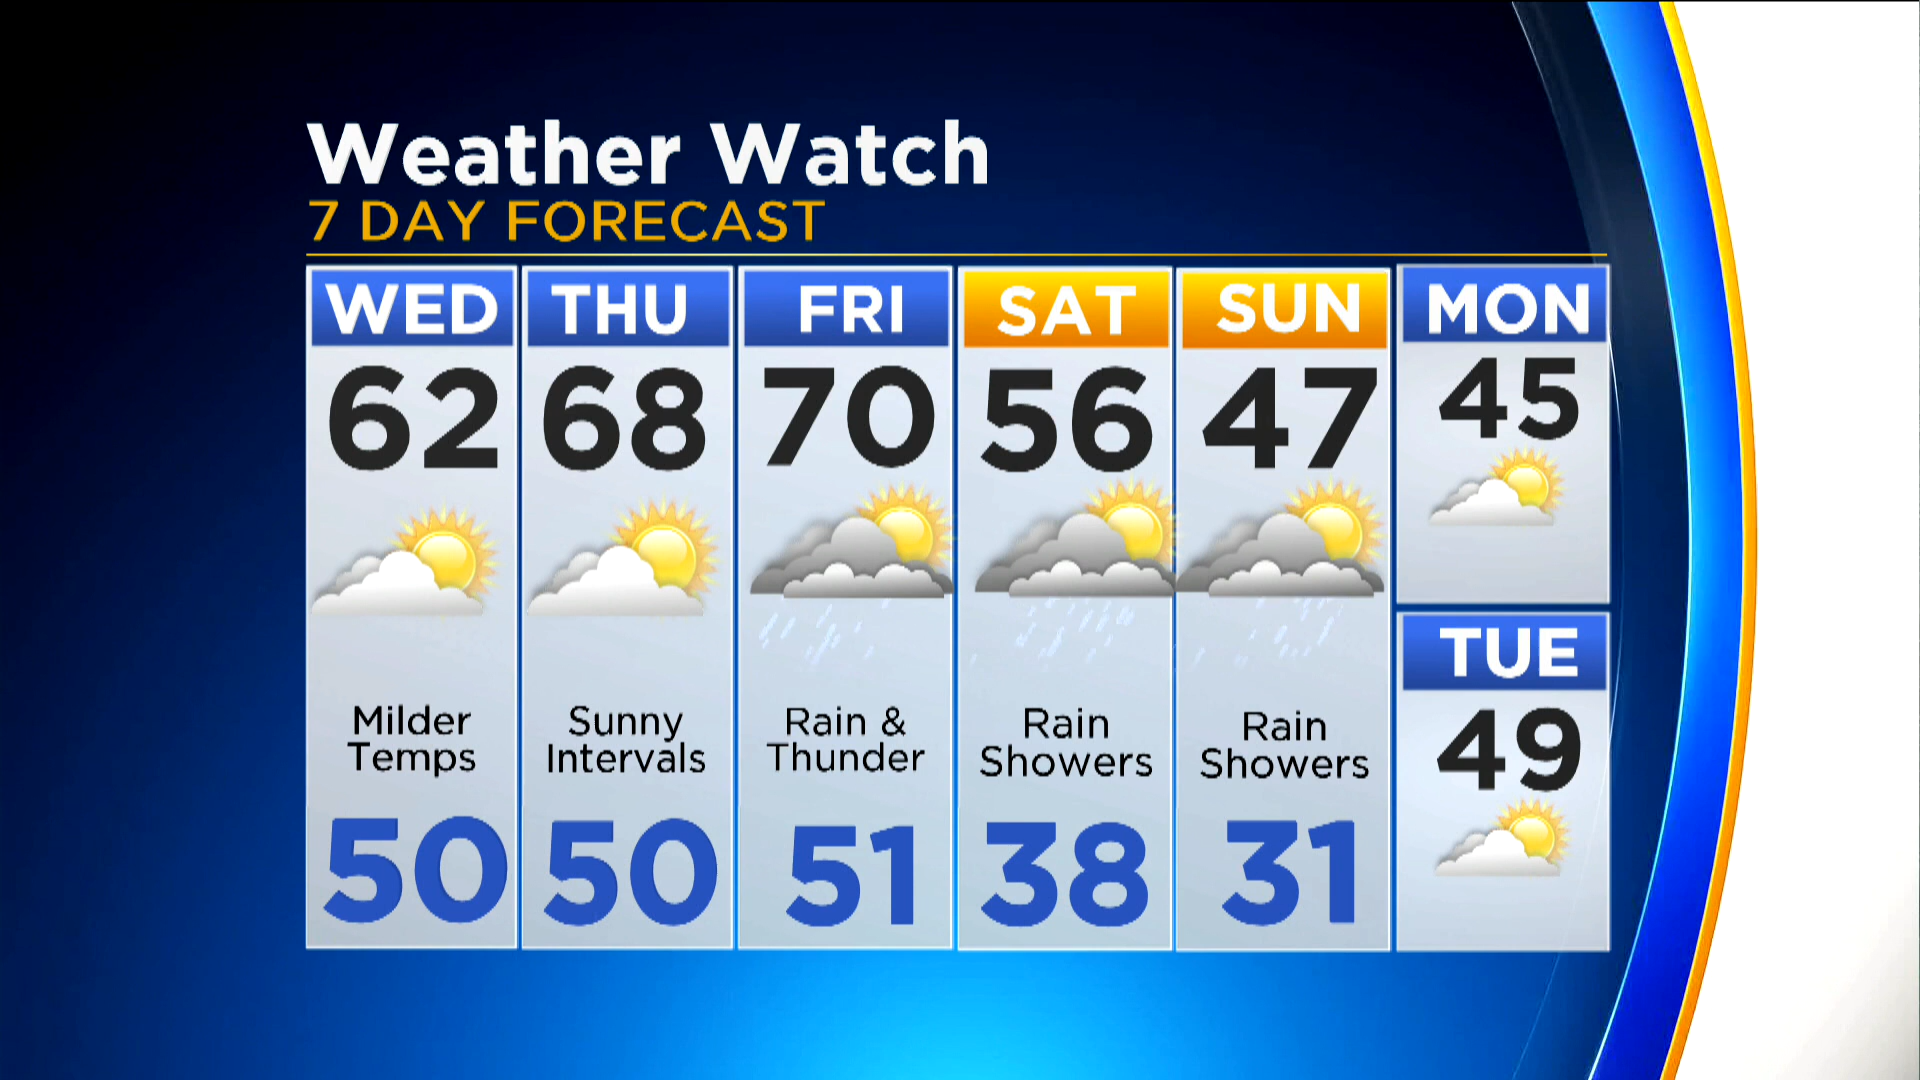 Weather Watch
7 DAY FORECAST
WED
62
Milder
Temps
50
THU
68
Sunny
Intervals
50
FRI
70
Rain &
Thunder
51
SAT
56
Rain
Showers
38
SUN
47
Rain
Showers
31
MON
45
TUE
49